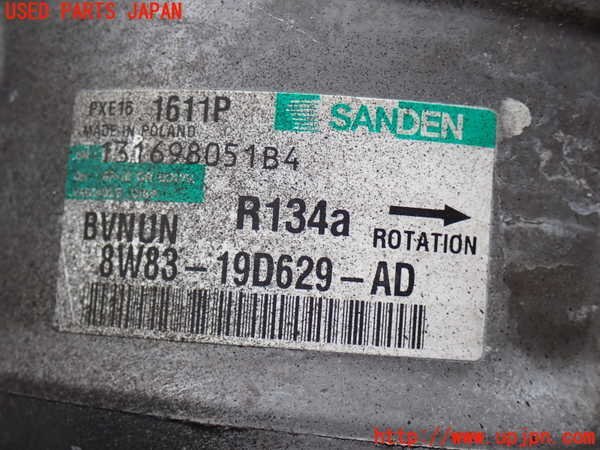 USED PARTS JAPAN
PXE16 1611P SANDEN
MADE IN POLAND
131698051B4
BVNUN R134a
ROTATION
8W83-19D629-AD
http://www.opjpn.com